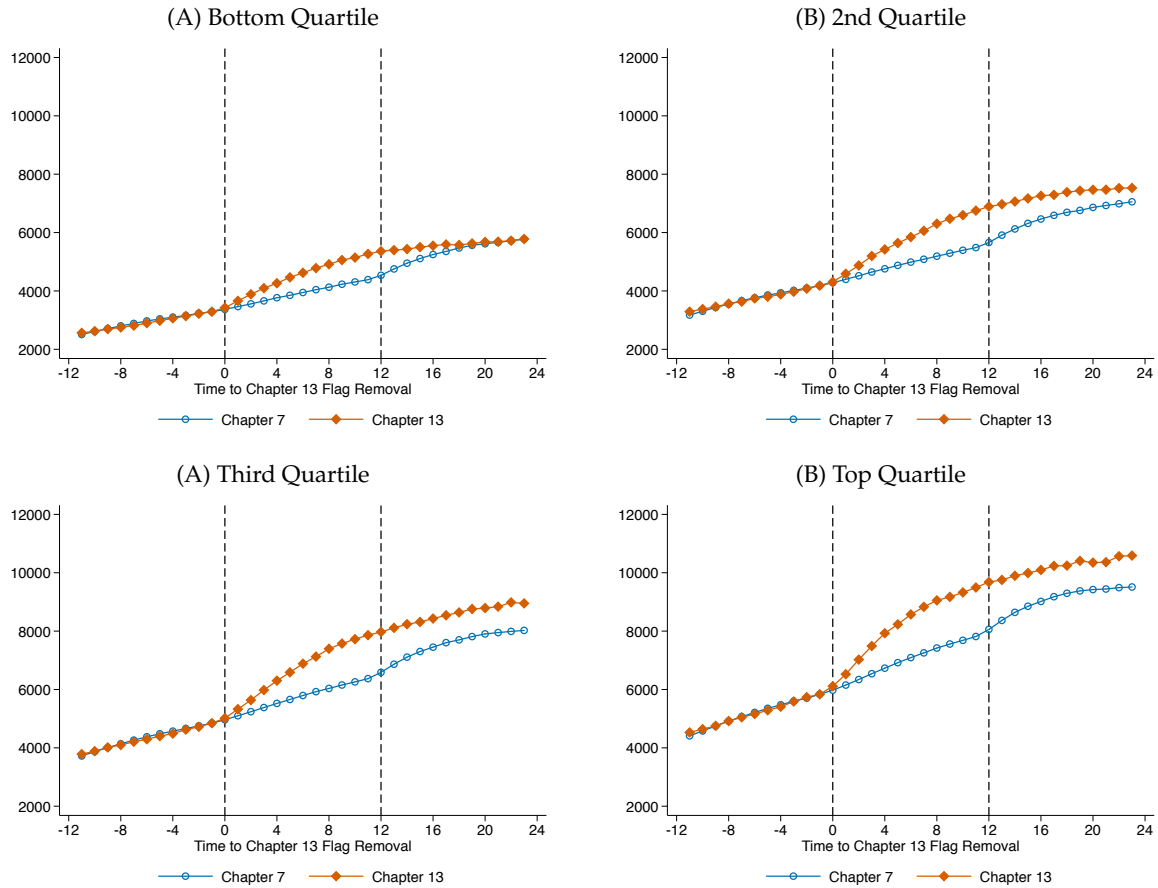 (A) Bottom Quartile
12000
10000
8000
6000
4000
2000
-12 -8 -4 0 4 8 12 16 20 24
Time to Chapter 13 Flag Removal
Chapter 7 Chapter 13
(B) 2nd Quartile
12000
10000
8000
6000
4000
2000
-12 -8 -4 0 4 8 12 16 20 24
Time to Chapter 13 Flag Removal
Chapter 7 Chapter 13
(A) Third Quartile
12000
10000
8000
6000
4000
2000
-12 -8 -4 0 4 8 12 16 20 24
Time to Chapter 13 Flag Removal
Chapter 7 Chapter 13
(B) Top Quartile
12000
10000
8000
6000
4000
2000
-12 -8 -4 0 4 8 12 16 20 24
Time to Chapter 13 Flag Removal
Chapter 7 Chapter 13